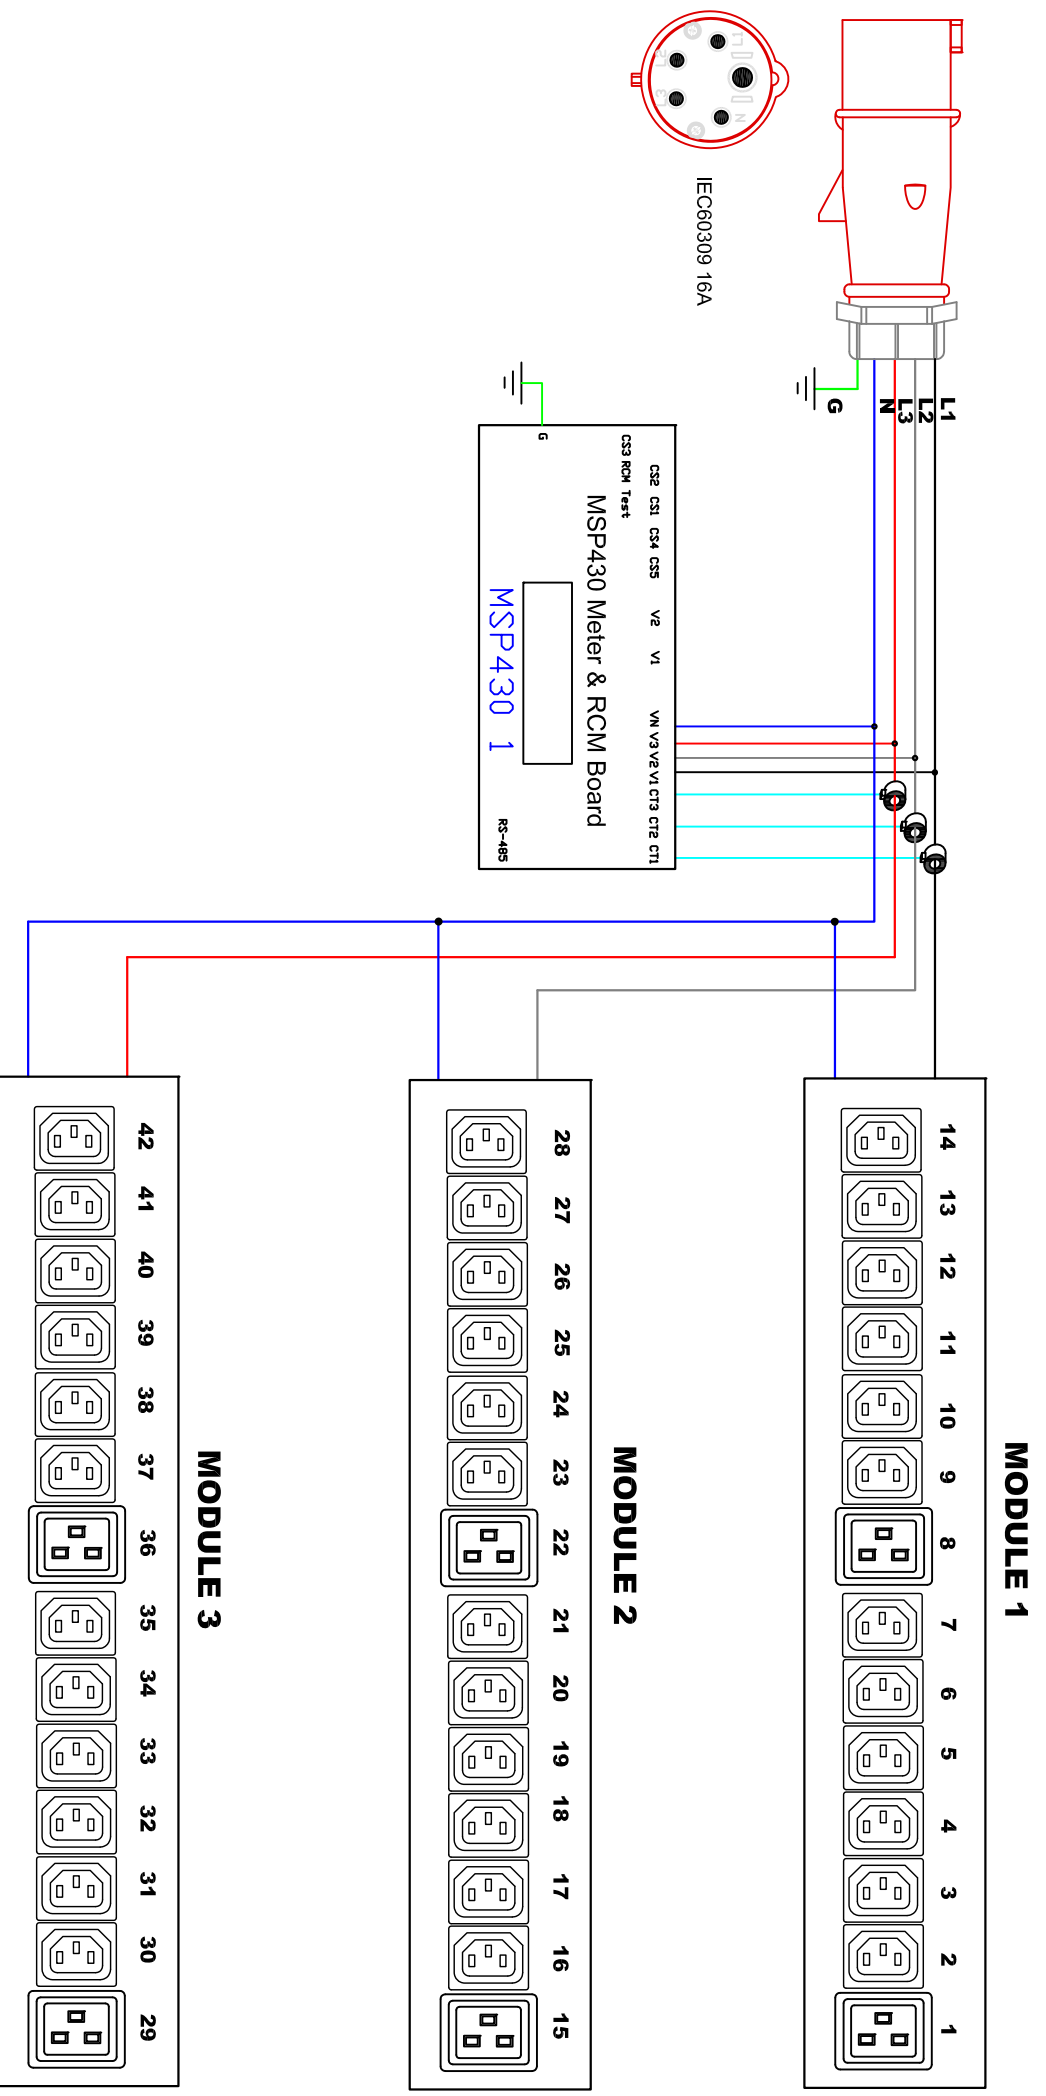 L1
N
L2
L3
IEC60309 16A
L1
L2
L3
N
G
G
CS3 RCM Test
CS2 CS1 CS4 CS5 V2 V1 VN V3 V2 V1 CT3 CT2 CT1
MSP430 Meter & RCM Board
MSP430 1
RS-485
MODULE 1
14 13 12 11 10 9 8 7 6 5 4 3 2 1
MODULE 2
28 27 26 25 24 23 22 21 20 19 18 17 16 15
MODULE 3
42 41 40 39 38 37 36 35 34 33 32 31 30 29